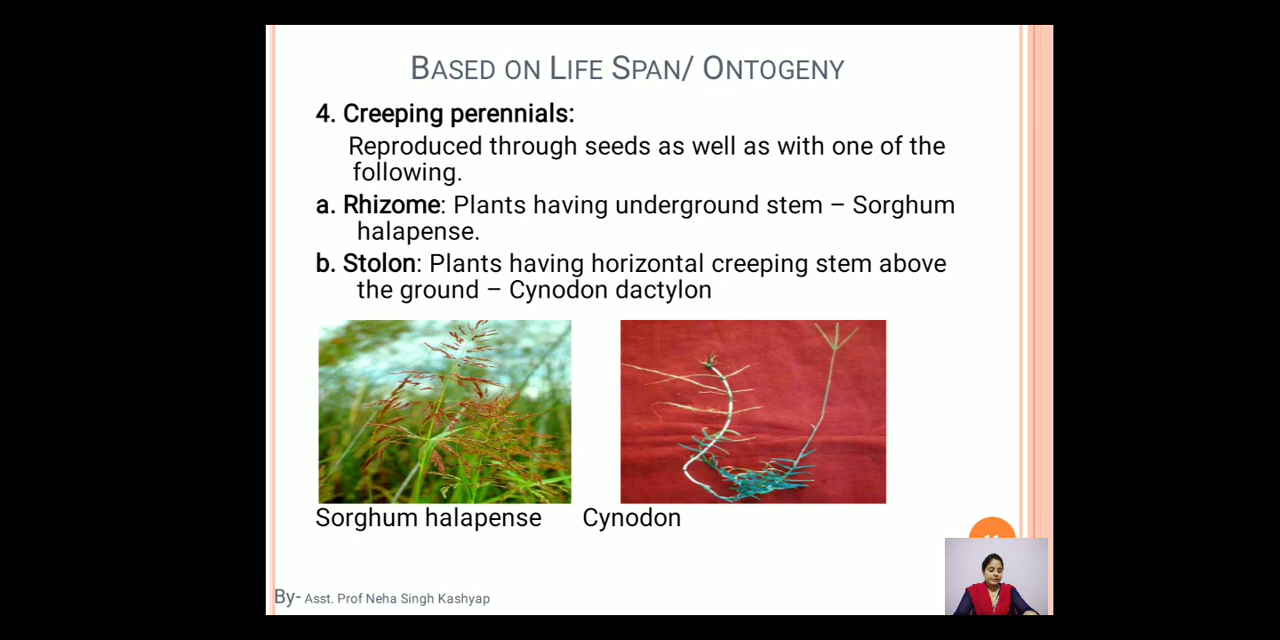 BASED ON LIFE SPAN/ ONTOGENY
4. Creeping perennials:
Reproduced through seeds as well as with one of the
following.
a. Rhizome: Plants having underground stem – Sorghum
halapense.
b. Stolon: Plants having horizontal creeping stem above
the ground – Cynodon dactylon
Sorghum halapense Cynodon
By- Asst. Prof Neha Singh Kashyap